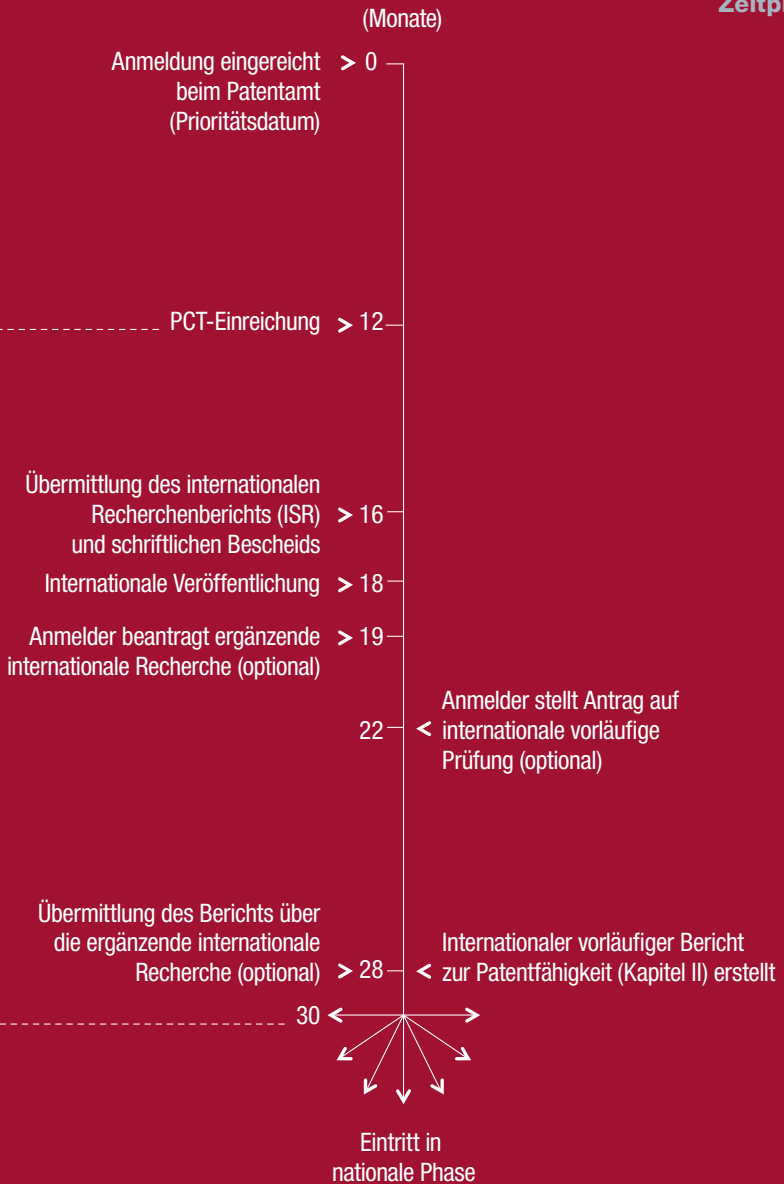 (Monate)
Anmeldung eingereicht > 0
beim Patentamt
(Prioritätsdatum)
PCT-Einreichung > 12
Übermittlung des internationalen
Recherchenberichts (ISR) > 16
und schriftlichen Bescheids
Internationale Veröffentlichung > 18
Anmelder beantragt ergänzende > 19
internationale Recherche (optional)
Anmelder stellt Antrag auf
22 < internationale vorläufige
Prüfung (optional)
Übermittlung des Berichts über
die ergänzende internationale
Recherche (optional) > 28
Internationaler vorläufiger Bericht
< zur Patentfähigkeit (Kapitel II) erstellt
30
Eintritt in
nationale Phase